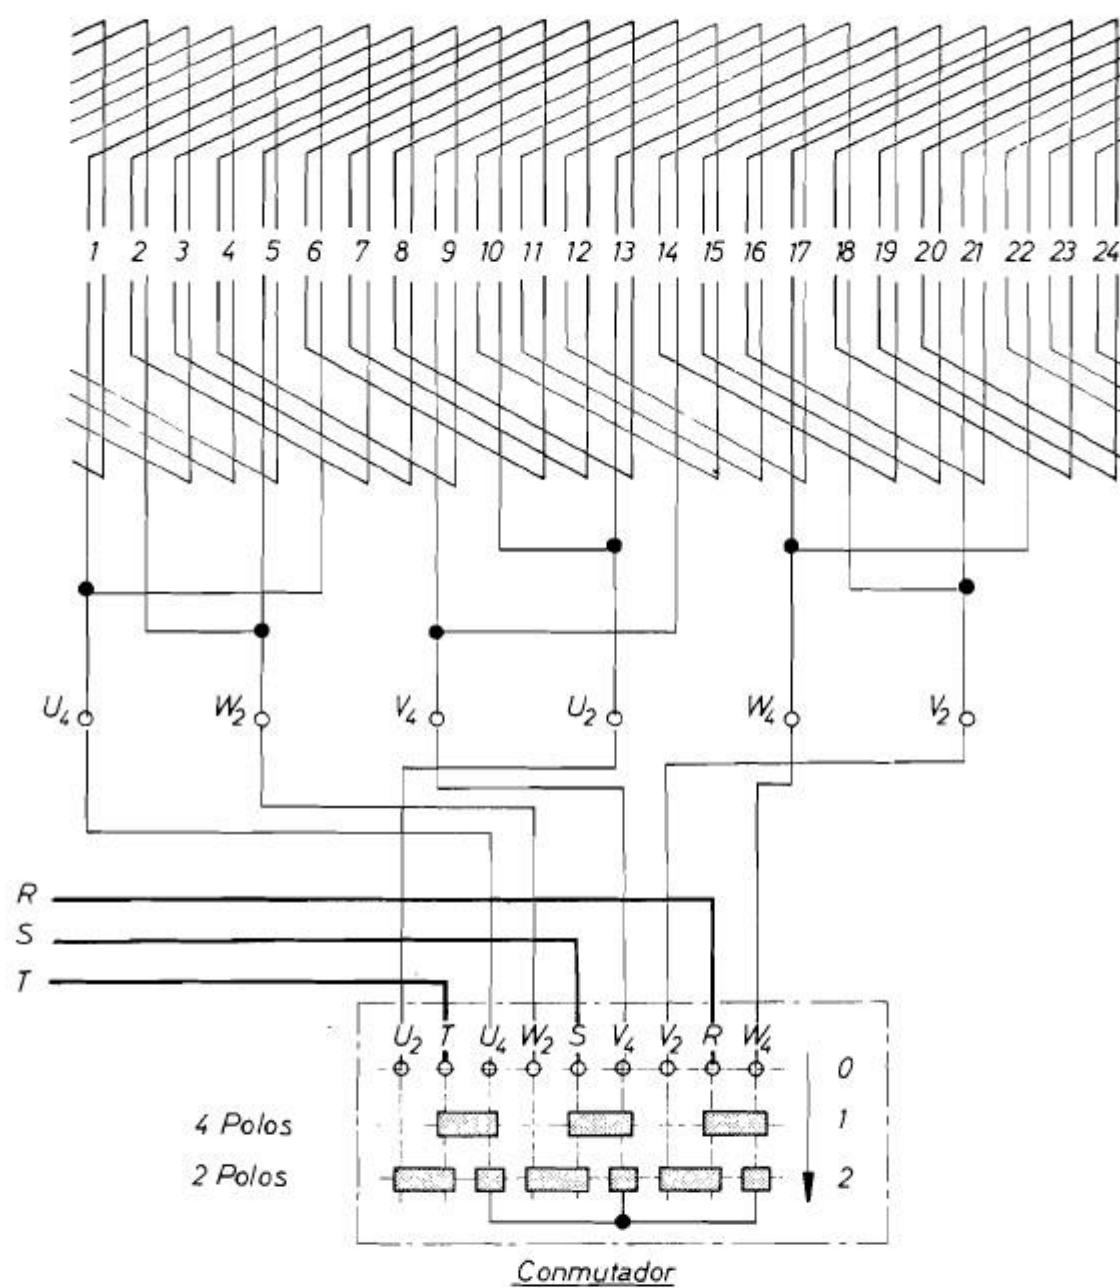 1 2 3 4 5 6 7 8 9 10 11 12 13 14 15 16 17 18 19 20 21 22 23 24
U4 W2 V4 U2 W4 V2
R
S
T
U2 T U4 W2 S V4 V2 R W4
0
4 Polos 1
2 Polos 2
Conmutador